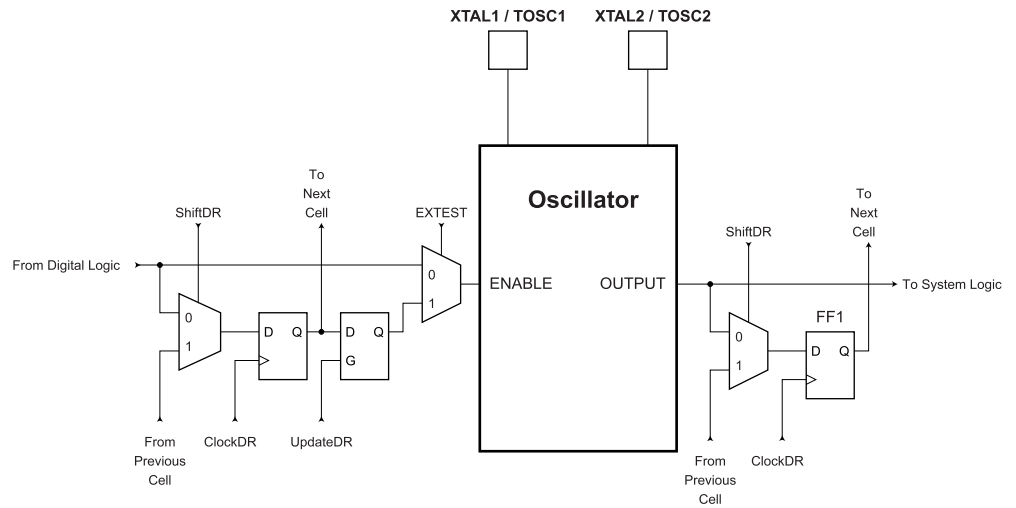 XTAL1 / TOSC1
XTAL2 / TOSC2
Oscillator
To
Next
Cell
ShiftDR
EXTEST
To
Next
Cell
ShiftDR
From Digital Logic
0
1
ENABLE
OUTPUT
To System Logic
0
1
D
Q
D
Q
G
FF1
0
1
D
Q
From
Previous
Cell
ClockDR
UpdateDR
From
Previous
Cell
ClockDR